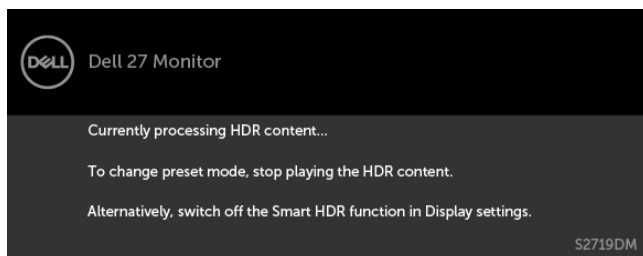 DELL
Dell 27 Monitor
Currently processing HDR content...
To change preset mode, stop playing the HDR content.
Alternatively, switch off the Smart HDR function in Display settings.
S2719DM